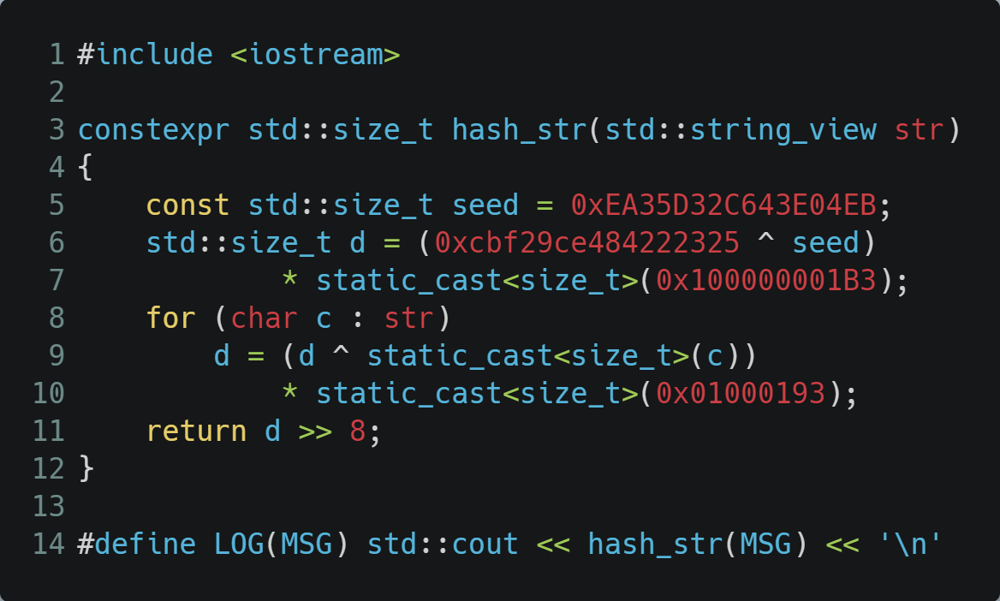 1 #include <iostream>
2
3 constexpr std::size_t hash_str(std::string_view str)
4 {
5     const std::size_t seed = 0xEA35D32C643E04EB;
6     std::size_t d = (0xcbf29ce484222325 ^ seed)
7             * static_cast<size_t>(0x100000001B3);
8     for (char c : str)
9         d = (d ^ static_cast<size_t>(c))
10             * static_cast<size_t>(0x01000193);
11     return d >> 8;
12 }
13
14 #define LOG(MSG) std::cout << hash_str(MSG) << '\n'